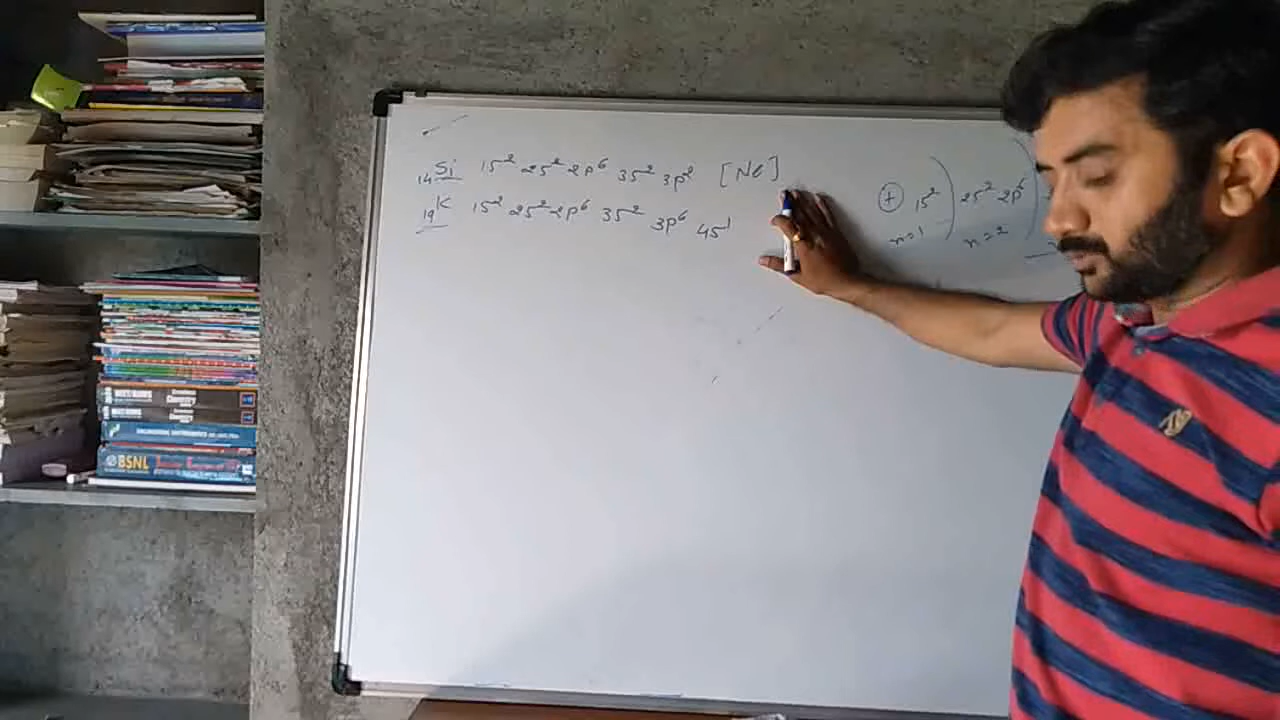 ₁₄Si 1s² 2s² 2p⁶ 3s² 3p² [Ne]
₁₉K 1s² 2s² 2p⁶ 3s² 3p⁶ 4s¹
+ 1s² ) 2s² 2p⁶ )
n=1 n=2
BSNL